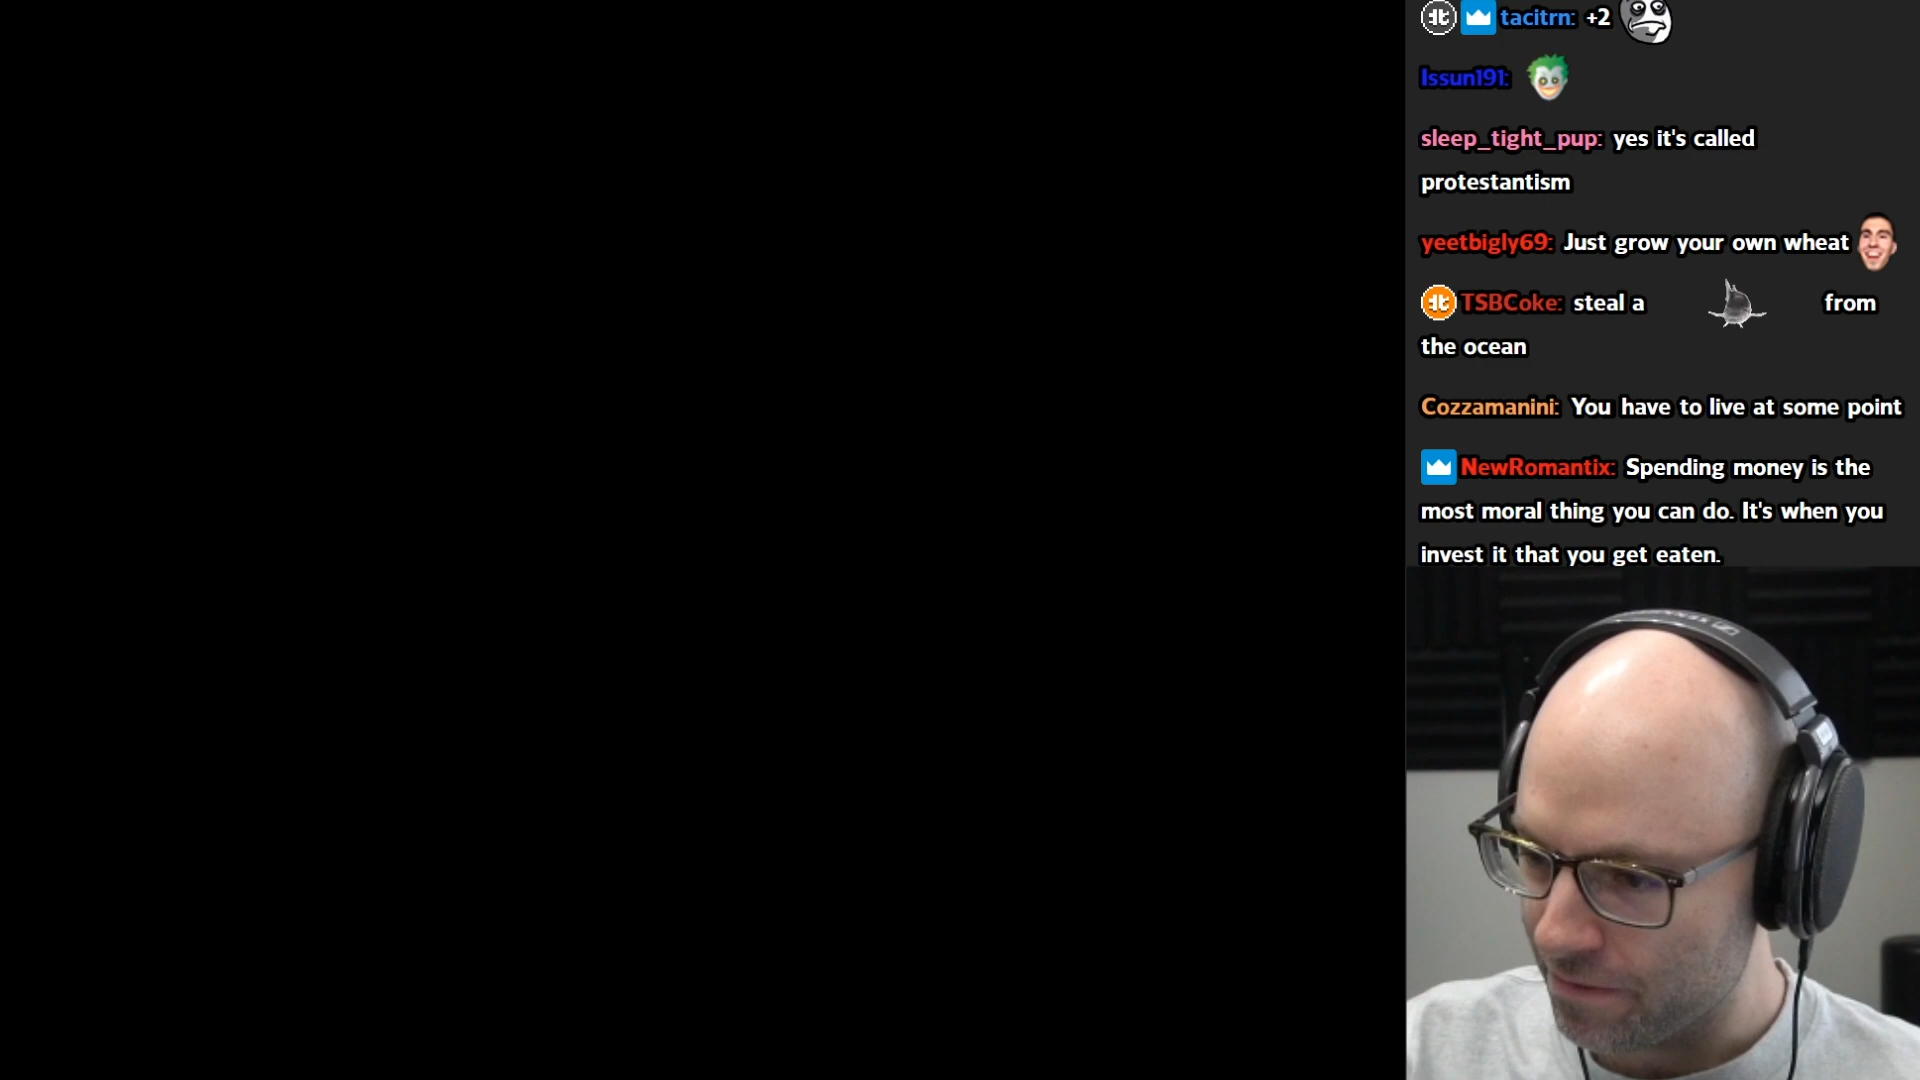 tacitrn: +2
Issun191:
sleep_tight_pup: yes it's called
protestantism
yeetbigly69: Just grow your own wheat
TSBCoke: steal a from
the ocean
Cozzamanini: You have to live at some point
NewRomantix: Spending money is the
most moral thing you can do. It's when you
invest it that you get eaten.